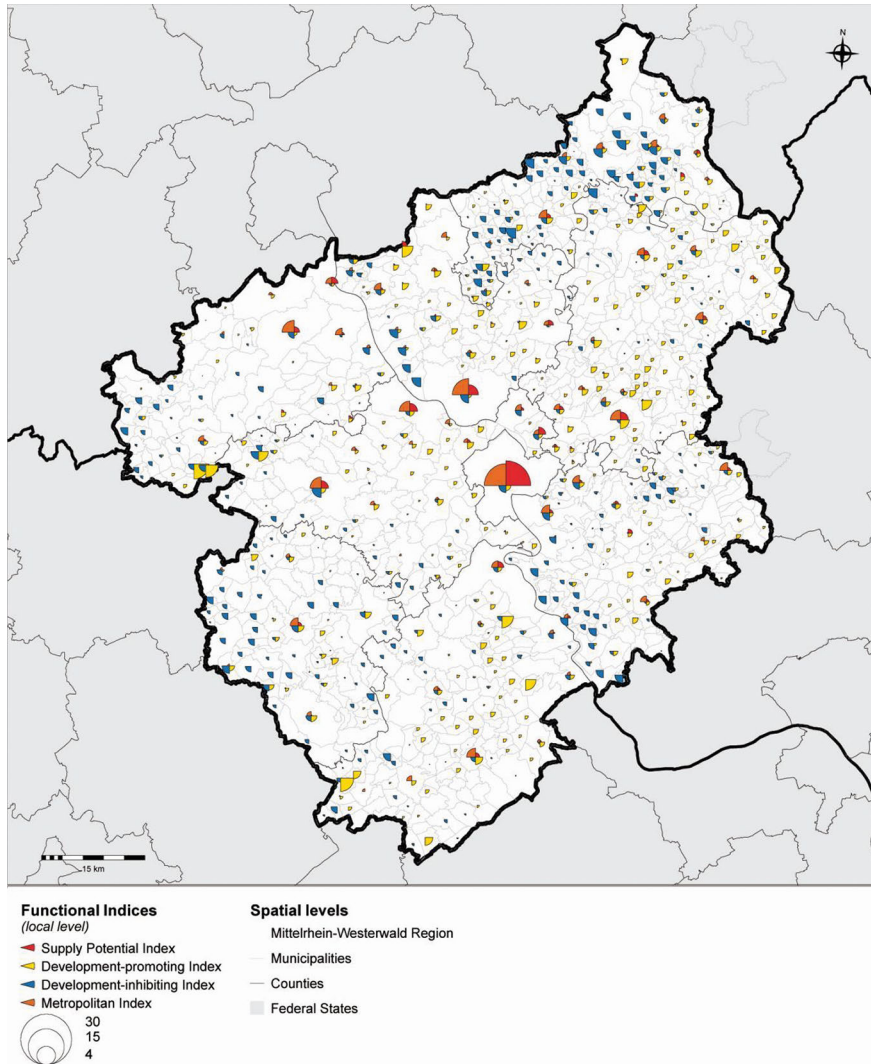 N
15 km
Functional Indices
(local level)
Supply Potential Index
Development-promoting Index
Development-inhibiting Index
Metropolitan Index
30
15
4
Spatial levels
Mittelrhein-Westerwald Region
Municipalities
Counties
Federal States